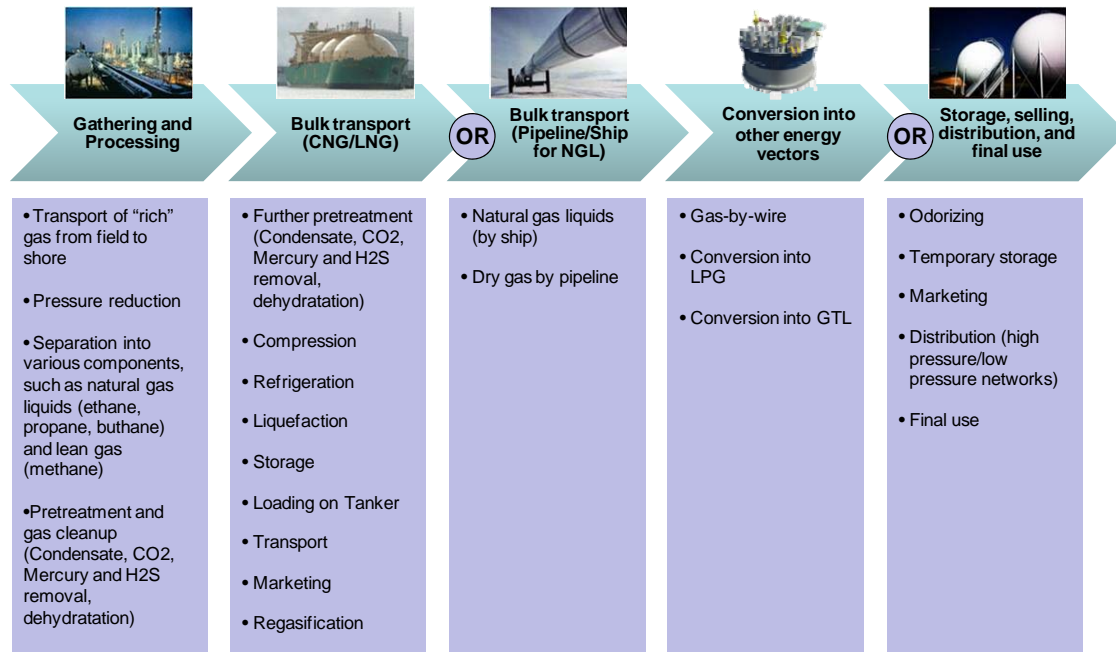 Gathering and
Processing
Bulk transport
(CNG/LNG)
OR
Bulk transport
(Pipeline/Ship
for NGL)
Conversion into
other energy
vectors
OR
Storage, selling,
distribution, and
final use
•Transport of “rich”
gas from field to
shore
•Pressure reduction
•Separation into
various components,
such as natural gas
liquids (ethane,
propane, buthane)
and lean gas
(methane)
•Pretreatment and
gas cleanup
(Condensate, CO2,
Mercury and H2S
removal,
dehydratation)
• Further pretreatment
(Condensate, CO2,
Mercury and H2S
removal,
dehydratation)
• Compression
• Refrigeration
• Liquefaction
• Storage
• Loading on Tanker
• Transport
• Marketing
• Regasification
• Natural gas liquids
(by ship)
• Dry gas by pipeline
• Gas-by-wire
• Conversion into
LPG
• Conversion into GTL
• Odorizing
• Temporary storage
• Marketing
• Distribution (high
pressure/low
pressure networks)
• Final use